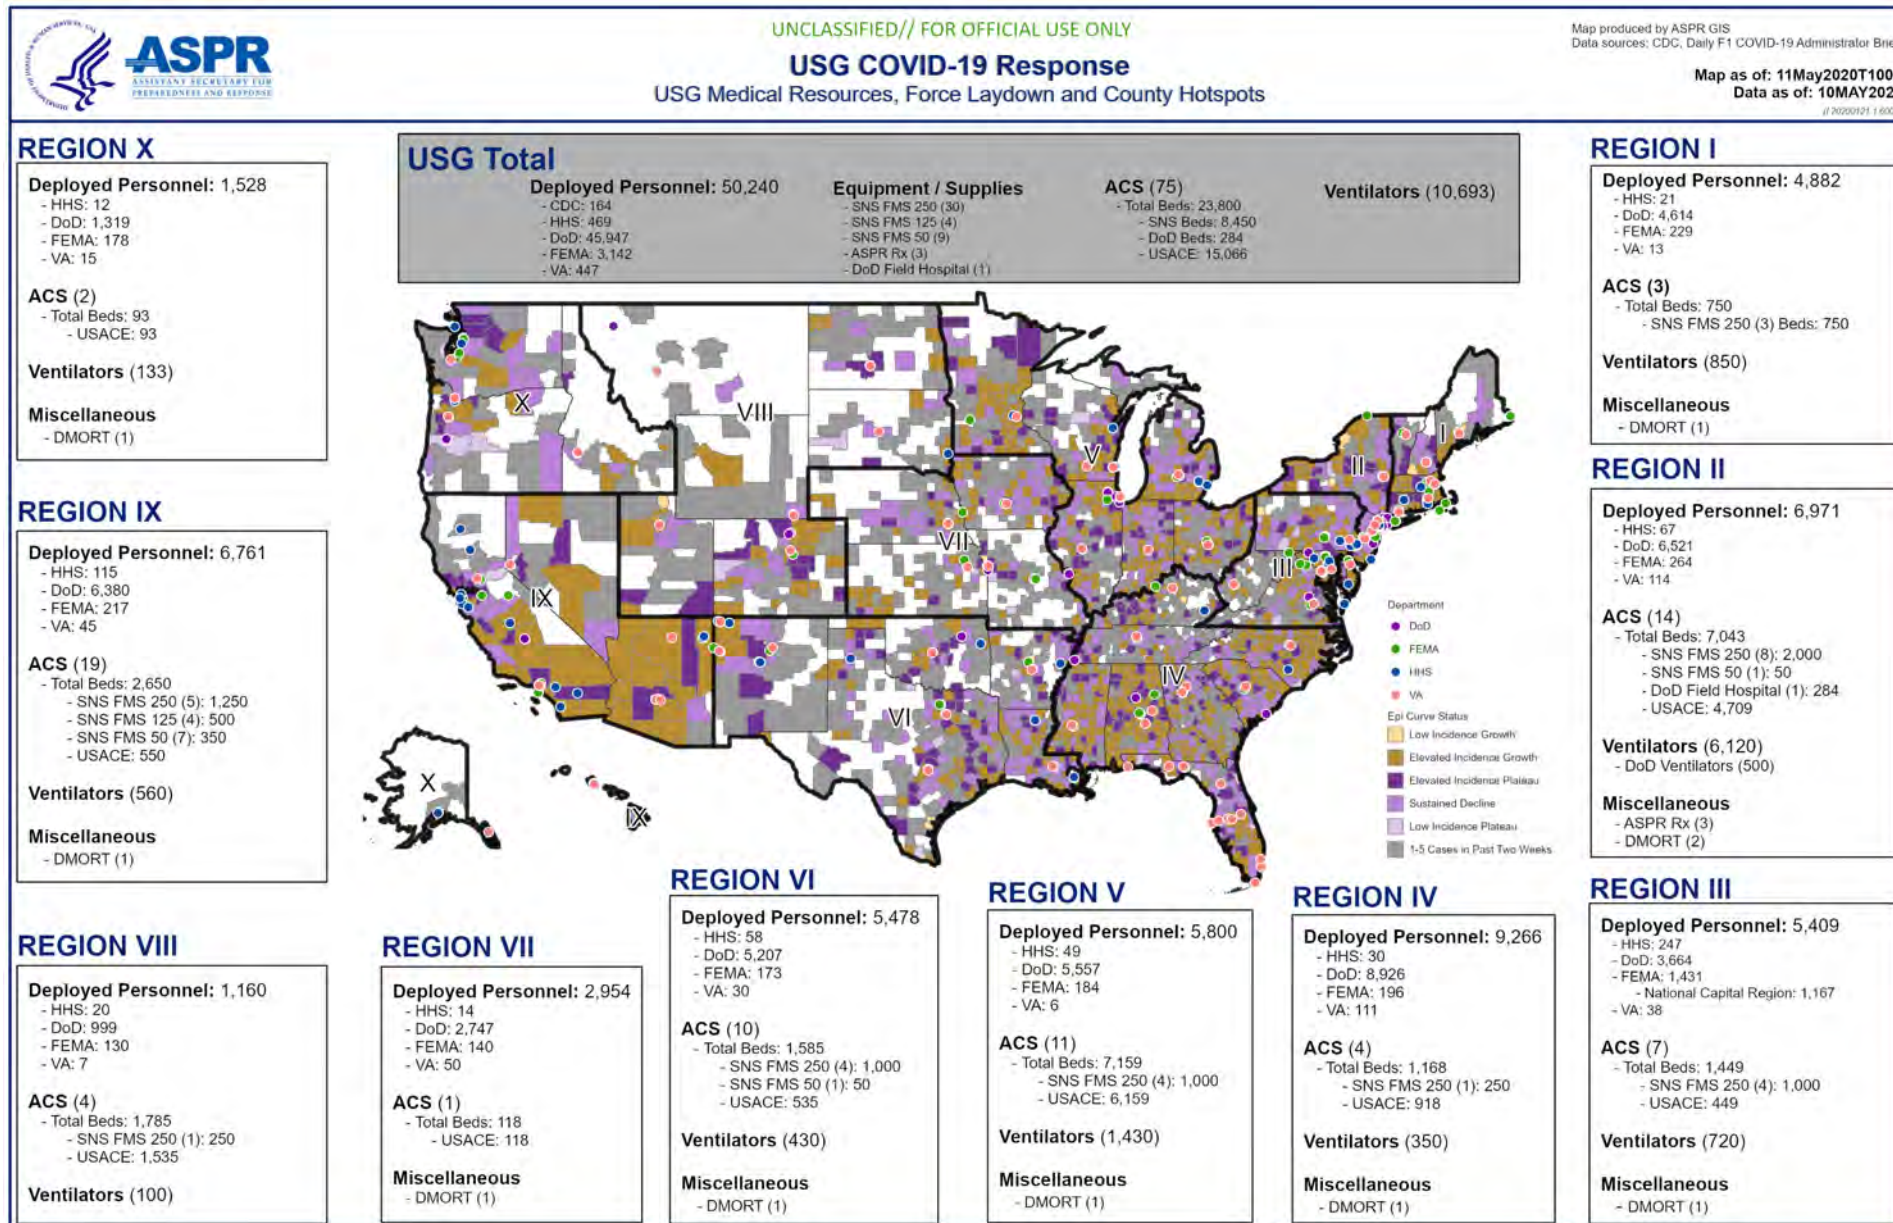 UNCLASSIFIED// FOR OFFICIAL USE ONLY
USG COVID-19 Response
USG Medical Resources, Force Laydown and County Hotspots
ASPR
ASSISTANT SECRETARY FOR
PREPAREDNESS AND RESPONSE
Map produced by ASPR GIS
Data sources: CDC, Daily F1 COVID-19 Administrator Brie
Map as of: 11May2020T100
Data as of: 10MAY202
USG Total
Deployed Personnel: 50,240
- CDC: 164
- HHS: 469
- DoD: 45,947
- FEMA: 3,142
- VA: 447
Equipment / Supplies
- SNS FMS 250 (30)
- SNS FMS 125 (4)
- SNS FMS 50 (9)
- ASPR Rx (3)
- DoD Field Hospital (1)
ACS (75)
- Total Beds: 23,800
- SNS Beds: 8,450
- DoD Beds: 284
- USACE: 15,066
Ventilators (10,693)
REGION X
Deployed Personnel: 1,528
- HHS: 12
- DoD: 1,319
- FEMA: 178
- VA: 15
ACS (2)
- Total Beds: 93
- USACE: 93
Ventilators (133)
Miscellaneous
- DMORT (1)
REGION IX
Deployed Personnel: 6,761
- HHS: 115
- DoD: 6,380
- FEMA: 217
- VA: 45
ACS (19)
- Total Beds: 2,650
- SNS FMS 250 (5): 1,250
- SNS FMS 125 (4): 500
- SNS FMS 50 (7): 350
- USACE: 550
Ventilators (560)
Miscellaneous
- DMORT (1)
REGION VIII
Deployed Personnel: 1,160
- HHS: 20
- DoD: 999
- FEMA: 130
- VA: 7
ACS (4)
- Total Beds: 1,785
- SNS FMS 250 (1): 250
- USACE: 1,535
Ventilators (100)
REGION VII
Deployed Personnel: 2,954
- HHS: 14
- DoD: 2,747
- FEMA: 140
- VA: 50
ACS (1)
- Total Beds: 118
- USACE: 118
Miscellaneous
- DMORT (1)
REGION VI
Deployed Personnel: 5,478
- HHS: 58
- DoD: 5,207
- FEMA: 173
- VA: 30
ACS (10)
- Total Beds: 1,585
- SNS FMS 250 (4): 1,000
- SNS FMS 50 (1): 50
- USACE: 535
Ventilators (430)
Miscellaneous
- DMORT (1)
REGION V
Deployed Personnel: 5,800
- HHS: 49
- DoD: 5,557
- FEMA: 184
- VA: 6
ACS (11)
- Total Beds: 7,159
- SNS FMS 250 (4): 1,000
- USACE: 6,159
Ventilators (1,430)
Miscellaneous
- DMORT (1)
REGION IV
Deployed Personnel: 9,266
- HHS: 30
- DoD: 8,926
- FEMA: 196
- VA: 111
ACS (4)
- Total Beds: 1,168
- SNS FMS 250 (1): 250
- USACE: 918
Ventilators (350)
Miscellaneous
- DMORT (1)
REGION I
Deployed Personnel: 4,882
- HHS: 21
- DoD: 4,614
- FEMA: 229
- VA: 13
ACS (3)
- Total Beds: 750
- SNS FMS 250 (3) Beds: 750
Ventilators (850)
Miscellaneous
- DMORT (1)
REGION II
Deployed Personnel: 6,971
- HHS: 67
- DoD: 6,521
- FEMA: 264
- VA: 114
ACS (14)
- Total Beds: 7,043
- SNS FMS 250 (8): 2,000
- SNS FMS 50 (1): 50
- DoD Field Hospital (1): 284
- USACE: 4,709
Ventilators (6,120)
- DoD Ventilators (500)
Miscellaneous
- ASPR Rx (3)
- DMORT (2)
REGION III
Deployed Personnel: 5,409
- HHS: 247
- DoD: 3,664
- FEMA: 1,431
- National Capital Region: 1,167
- VA: 38
ACS (7)
- Total Beds: 1,449
- SNS FMS 250 (4): 1,000
- USACE: 449
Ventilators (720)
Miscellaneous
- DMORT (1)
X
VIII
V
I
II
VII
III
IX
IV
VI
X
IX
Department
DoD
FEMA
HHS
VA
Epi Curve Status
Low Incidence Growth
Elevated Incidence Growth
Elevated Incidence Plateau
Sustained Decline
Low Incidence Plateau
1-5 Cases in Past Two Weeks